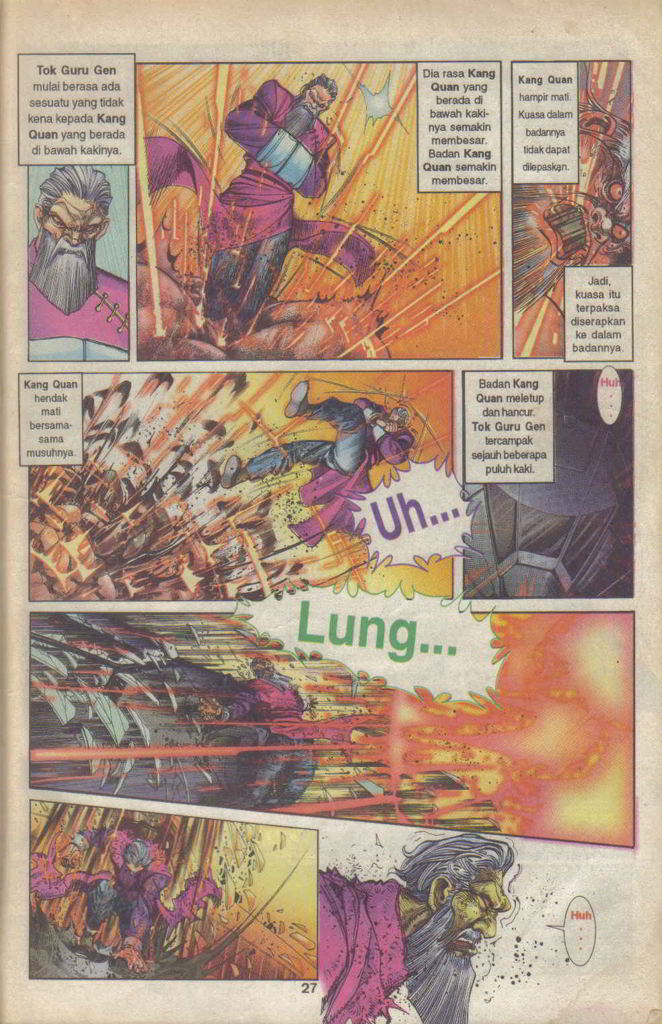 Tok Guru Gen
mulai berasa ada
sesuatu yang tidak
kena kepada Kang
Quan yang berada
di bawah kakinya.
Dia rasa Kang
Quan yang
berada di
bawah kaki-
nya semakin
membesar.
Badan Kang
Quan semakin
membesar.
Kang Quan
hampir mati.
Kuasa dalam
badannya
tidak dapat
dilepaskan.
Jadi,
kuasa itu
terpaksa
diserapkan
ke dalam
badannya.
Kang Quan
hendak
mati
bersama-
sama
musuhnya.
Uh...
Badan Kang
Quan meletup
dan hancur.
Tok Guru Gen
tercampak
sejauh beberapa
puluh kaki.
Huh
.
.
.
Lung...
Huh
.
.
.
27